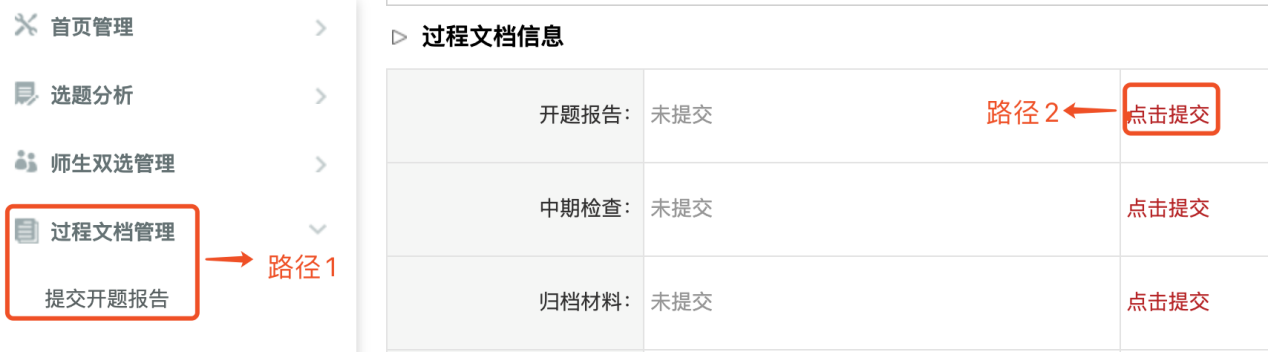 首页管理
选题分析
师生双选管理
过程文档管理
提交开题报告
路径1
过程文档信息
开题报告： 未提交 路径2 点击提交
中期检查： 未提交 点击提交
归档材料： 未提交 点击提交